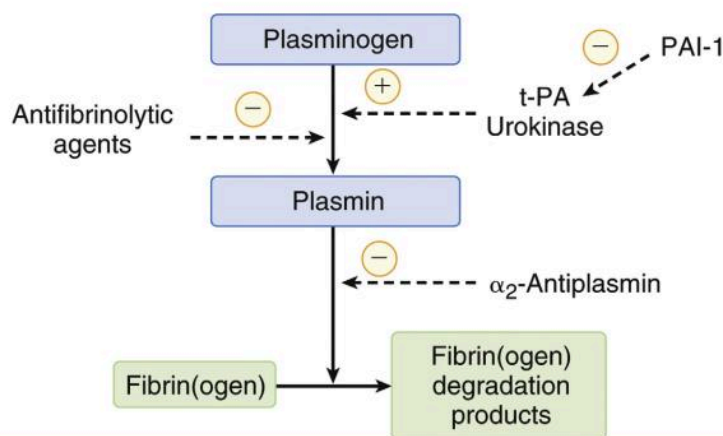 Plasminogen
−
PAI-1
+
t-PA
Urokinase
−
Antifibrinolytic
agents
Plasmin
−
α₂-Antiplasmin
Fibrin(ogen)
Fibrin(ogen)
degradation
products